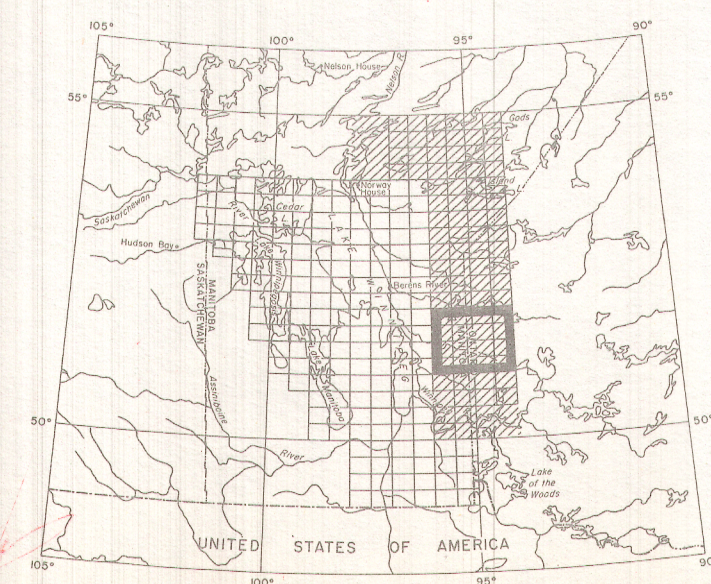 105°
100°
95°
90°
Nelson House
Nelson R
55°
55°
Gods
Island
Norway
House
Saskatchewan
River
Cedar
L.
LAKE
Hudson Bay
Winnipegosis
MANITOBA
SASKATCHEWAN
Berens River
WINNIPEG
Lake
Manitoba
Assiniboine
River
50°
50°
Lake
of the
Woods
UNITED STATES OF AMERICA
105°
100°
95°
90